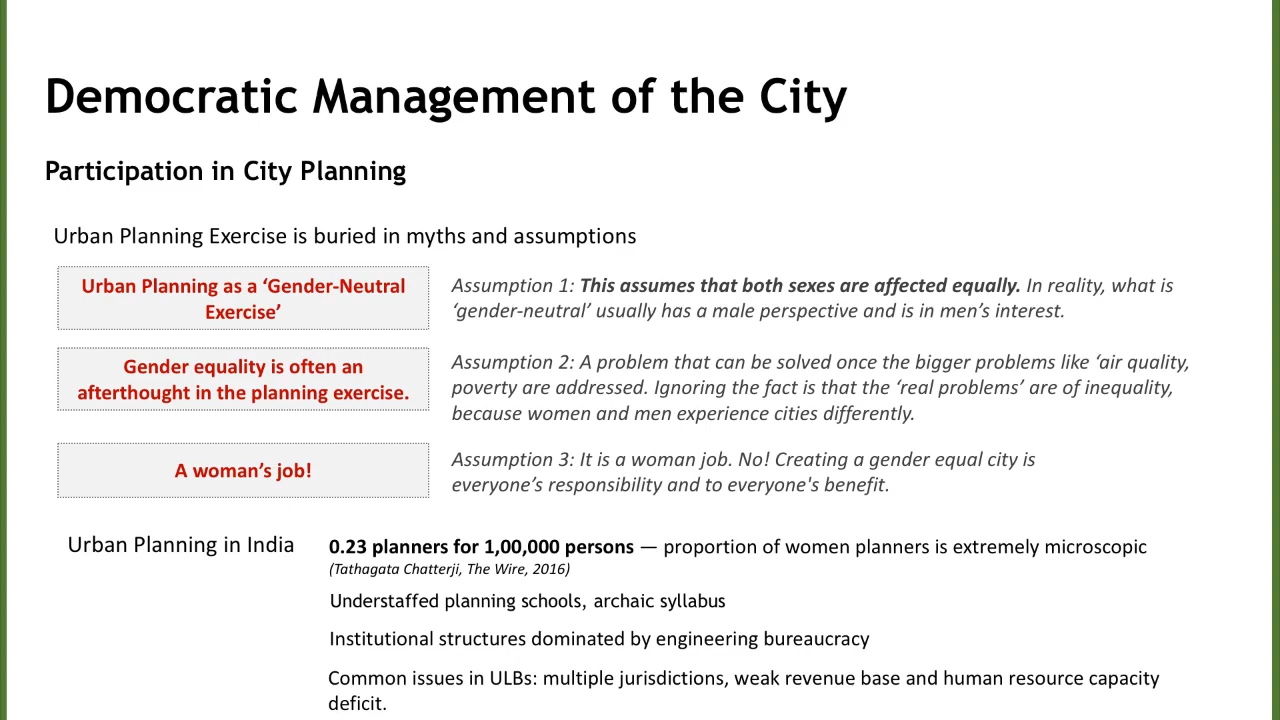 Democratic Management of the City
Participation in City Planning
Urban Planning Exercise is buried in myths and assumptions
Urban Planning as a ‘Gender-Neutral
Exercise’
Assumption 1: This assumes that both sexes are affected equally. In reality, what is
‘gender-neutral’ usually has a male perspective and is in men’s interest.
Gender equality is often an
afterthought in the planning exercise.
Assumption 2: A problem that can be solved once the bigger problems like ‘air quality,
poverty are addressed. Ignoring the fact is that the ‘real problems’ are of inequality,
because women and men experience cities differently.
A woman’s job!
Assumption 3: It is a woman job. No! Creating a gender equal city is
everyone’s responsibility and to everyone's benefit.
Urban Planning in India
0.23 planners for 1,00,000 persons — proportion of women planners is extremely microscopic
(Tathagata Chatterji, The Wire, 2016)
Understaffed planning schools, archaic syllabus
Institutional structures dominated by engineering bureaucracy
Common issues in ULBs: multiple jurisdictions, weak revenue base and human resource capacity
deficit.